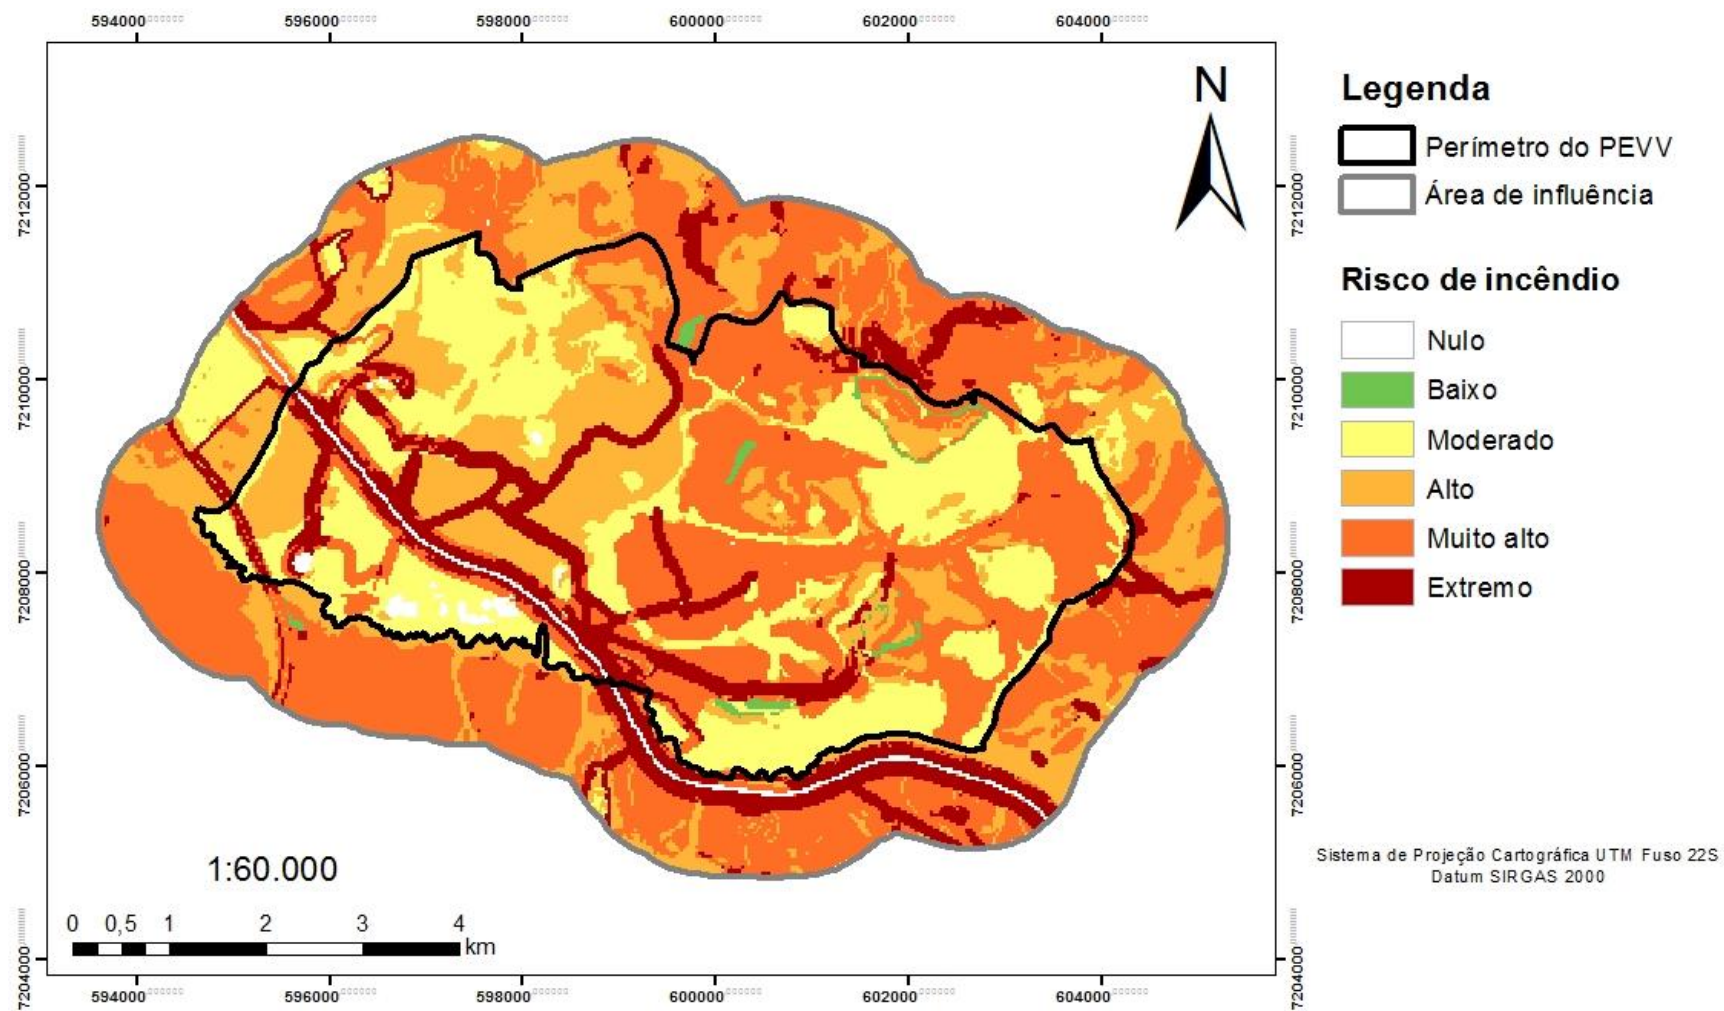 594000 596000 598000 600000 602000 604000
N
Legenda
Perímetro do PEVV
Área de influência
Risco de incêndio
Nulo
Baixo
Moderado
Alto
Muito alto
Extremo
7212000 7212000
7210000 7210000
7208000 7208000
7206000 7206000
7204000 7204000
1:60.000
0 0,5 1 2 3 4
km
Sistema de Projeção Cartográfica UTM Fuso 22S
Datum SIRGAS 2000
594000 596000 598000 600000 602000 604000